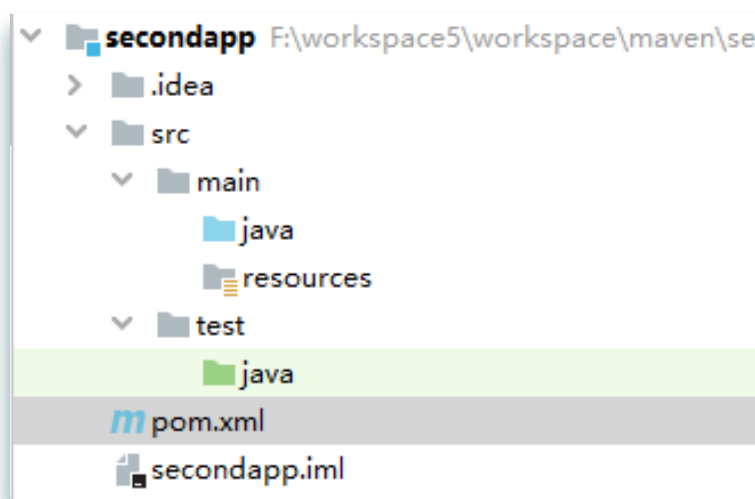 secondapp F:\workspace5\workspace\maven\se
.idea
src
main
java
resources
test
java
pom.xml
secondapp.iml